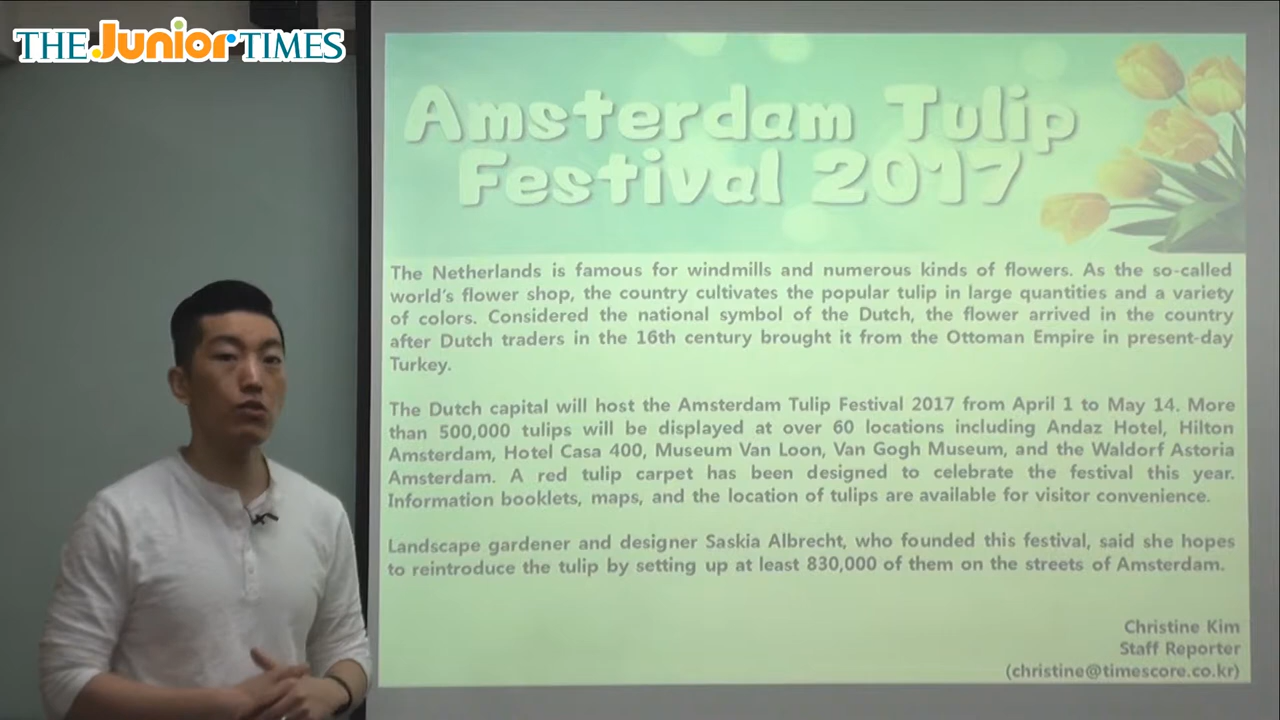 THE Junior TIMES
Amsterdam Tulip
Festival 2017
The Netherlands is famous for windmills and numerous kinds of flowers. As the so-called
world's flower shop, the country cultivates the popular tulip in large quantities and a variety
of colors. Considered the national symbol of the Dutch, the flower arrived in the country
after Dutch traders in the 16th century brought it from the Ottoman Empire in present-day
Turkey.
The Dutch capital will host the Amsterdam Tulip Festival 2017 from April 1 to May 14. More
than 500,000 tulips will be displayed at over 60 locations including Andaz Hotel, Hilton
Amsterdam, Hotel Casa 400, Museum Van Loon, Van Gogh Museum, and the Waldorf Astoria
Amsterdam. A red tulip carpet has been designed to celebrate the festival this year.
Information booklets, maps, and the location of tulips are available for visitor convenience.
Landscape gardener and designer Saskia Albrecht, who founded this festival, said she hopes
to reintroduce the tulip by setting up at least 830,000 of them on the streets of Amsterdam.
Christine Kim
Staff Reporter
(christine@timescore.co.kr)